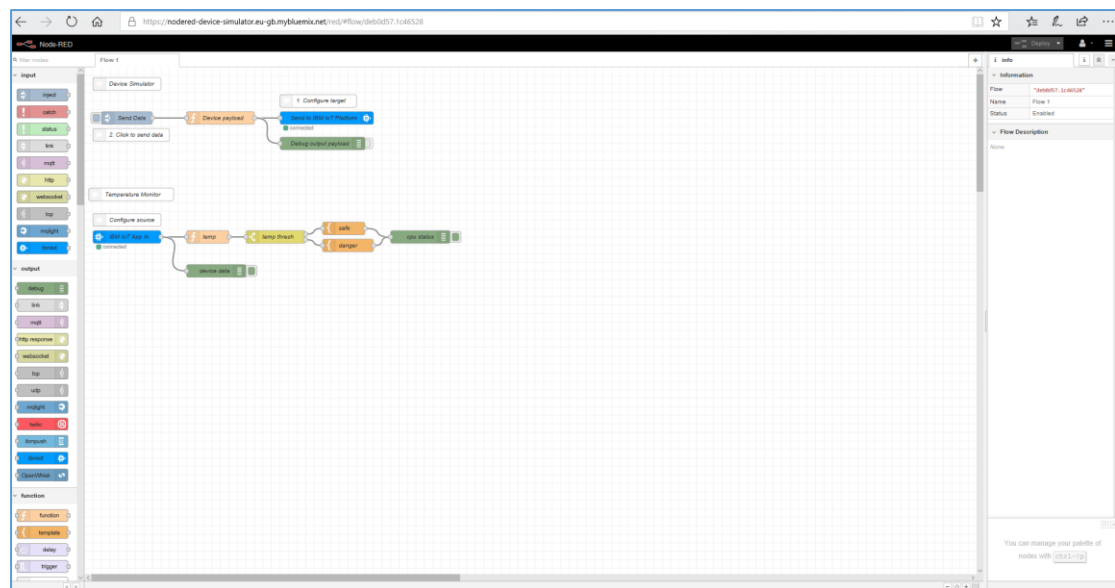 https://nodered-device-simulator.eu-gb.mybluemix.net/red/#flow/deb0d57.1c46528
Node-RED
Deploy
filter nodes
Flow 1
info
input
inject
catch
status
link
mqtt
http
websocket
tcp
mqlight
ibmiot
output
debug
link
mqtt
http response
websocket
tcp
udp
mqlight
twilio
ibmpush
ibmiot
OpenWhisk
function
function
template
delay
trigger
Device Simulator
1. Configure target
Send Data
Device payload
Send to IBM IoT Platform
connected
2. Click to send data
Debug output payload
Temperature Monitor
Configure source
IBM IoT App In
connected
temp
temp thresh
safe
danger
cpu status
device data
Information
Flow "deb0d57.1c46528"
Name Flow 1
Status Enabled
Flow Description
None
You can manage your palette of
nodes with ctrl-⇧p